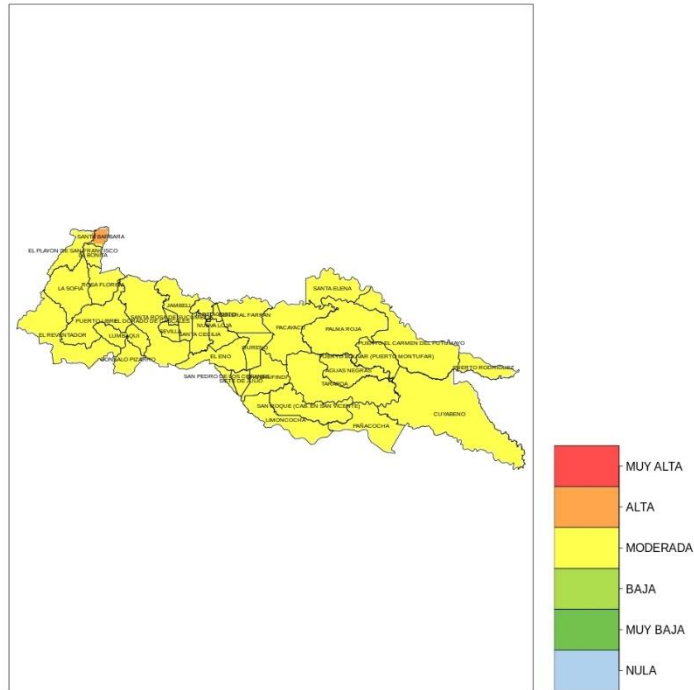 SANTA BARBARA
EL PLAYON DE SAN FRANCISCO
LA BONITA
LA SOFIA
ROSA FLORIDA
SANTA ELENA
JAMBELI
GENERAL FARFAN
PUERTO LIBRE
EL DORADO DE CASCALES
SANTA ROSA DE SUCUMBIOS
NUEVA LOJA
PACAYACU
PALMA ROJA
EL REVENTADOR
LUMBAQUI
SEVILLA
SANTA CECILIA
DURENO
PUERTO EL CARMEN DEL PUTUMAYO
GONZALO PIZARRO
EL ENO
PUERTO BOLIVAR (PUERTO MONTUFAR)
PUERTO RODRIGUEZ
AGUAS NEGRAS
SAN PEDRO DE LOS COFANES
SHUSHUFINDI
SIETE DE JULIO
TARAPOA
SAN ROQUE (CAB. EN SAN VICENTE)
CUYABENO
LIMONCOCHA
PAÑACOCHA
MUY ALTA
ALTA
MODERADA
BAJA
MUY BAJA
NULA